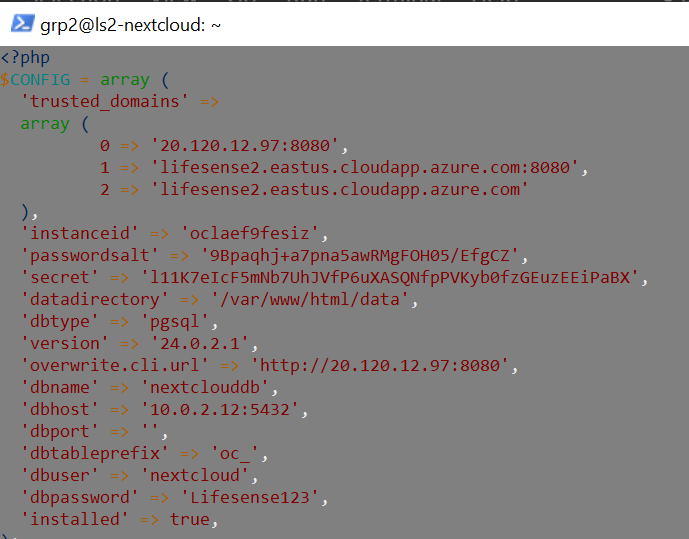 grp2@ls2-nextcloud: ~
<?php
$CONFIG = array (
  'trusted_domains' =>
  array (
          0 => '20.120.12.97:8080',
          1 => 'lifesense2.eastus.cloudapp.azure.com:8080',
          2 => 'lifesense2.eastus.cloudapp.azure.com'
  ),
  'instanceid' => 'oclaef9fesiz',
  'passwordsalt' => '9Bpaqhj+a7pna5awRMgFOH05/EfgCZ',
  'secret' => 'l11K7eIcF5mNb7UhJVfP6uXASQNfpPVKyb0fzGEuzEEiPaBX',
  'datadirectory' => '/var/www/html/data',
  'dbtype' => 'pgsql',
  'version' => '24.0.2.1',
  'overwrite.cli.url' => 'http://20.120.12.97:8080',
  'dbname' => 'nextclouddb',
  'dbhost' => '10.0.2.12:5432',
  'dbport' => '',
  'dbtableprefix' => 'oc_',
  'dbuser' => 'nextcloud',
  'dbpassword' => 'Lifesense123',
  'installed' => true,